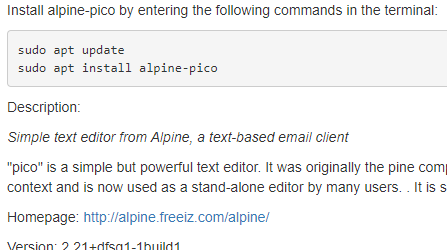 Install alpine-pico by entering the following commands in the terminal:
sudo apt update
sudo apt install alpine-pico
Description:
Simple text editor from Alpine, a text-based email client
"pico" is a simple but powerful text editor. It was originally the pine
context and is now used as a stand-alone editor by many users. . It is
Homepage: http://alpine.freeiz.com/alpine/
Version: 2.21+dfsg1-1build1